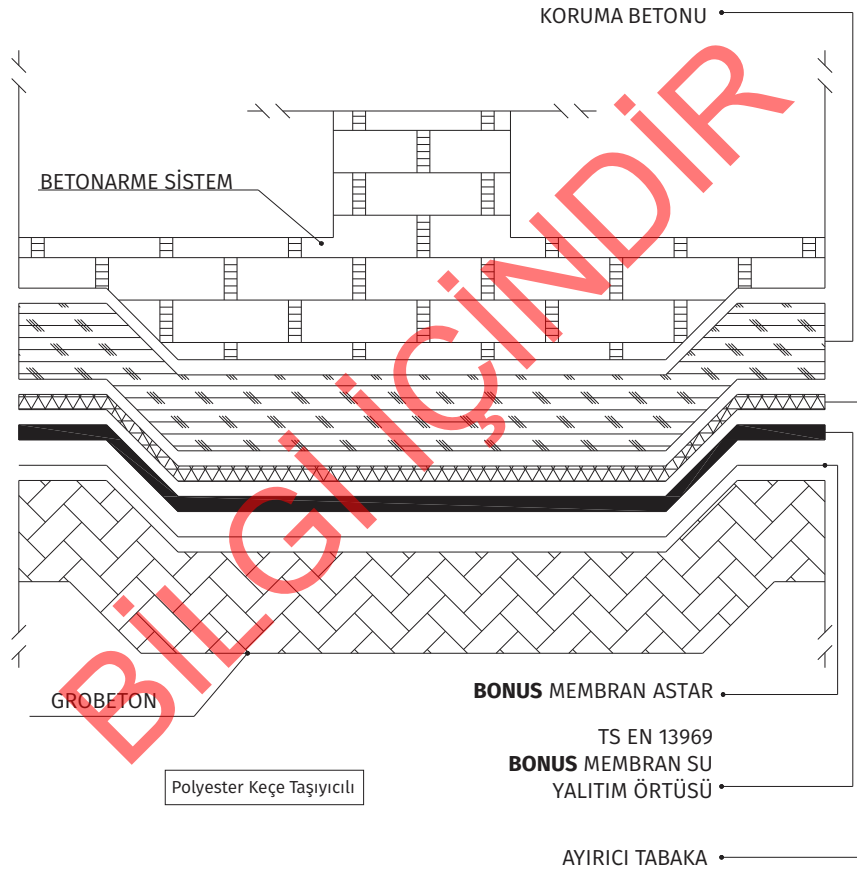 KORUMA BETONU
BETONARME SİSTEM
BİLGİ İÇİNDİR
GROBETON
BONUS MEMBRAN ASTAR
TS EN 13969
BONUS MEMBRAN SU
YALITIM ÖRTÜSÜ
Polyester Keçe Taşıyıcılı
AYIRICI TABAKA